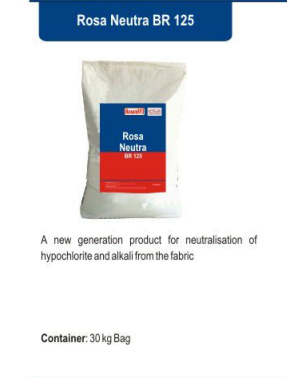 Rosa Neutra BR 125
Rosa
Neutra
BR 125
A new generation product for neutralisation of
hypochlorite and alkali from the fabric
Container: 30 kg Bag